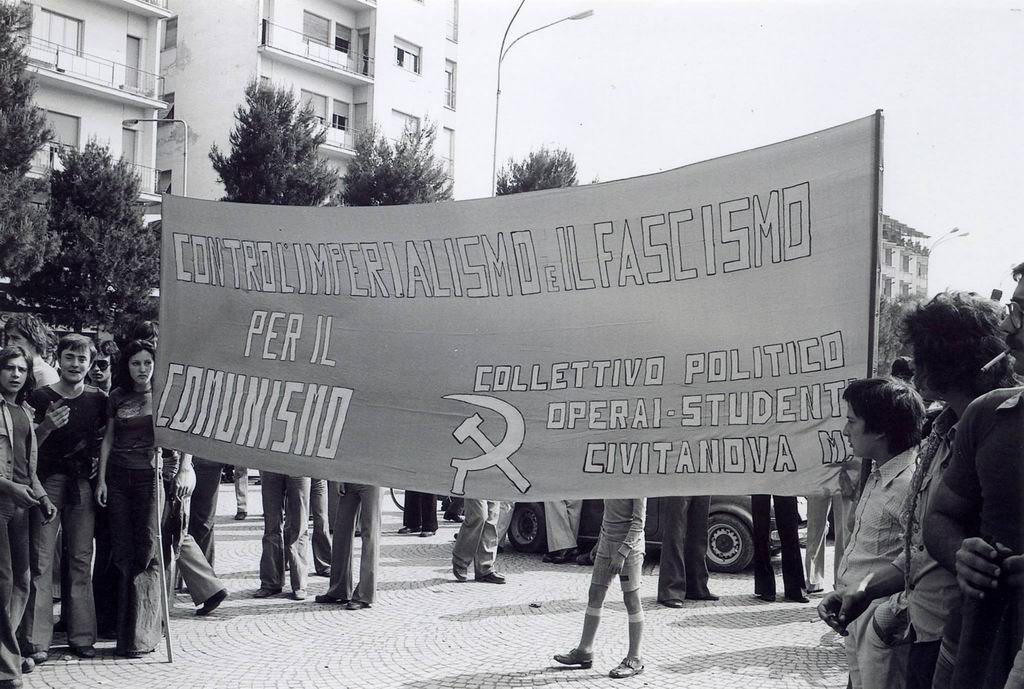 CONTRO L'IMPERIALISMO E IL FASCISMO
PER IL
COMUNISMO
COLLETTIVO POLITICO
OPERAI-STUDENTI
CIVITANOVA M.